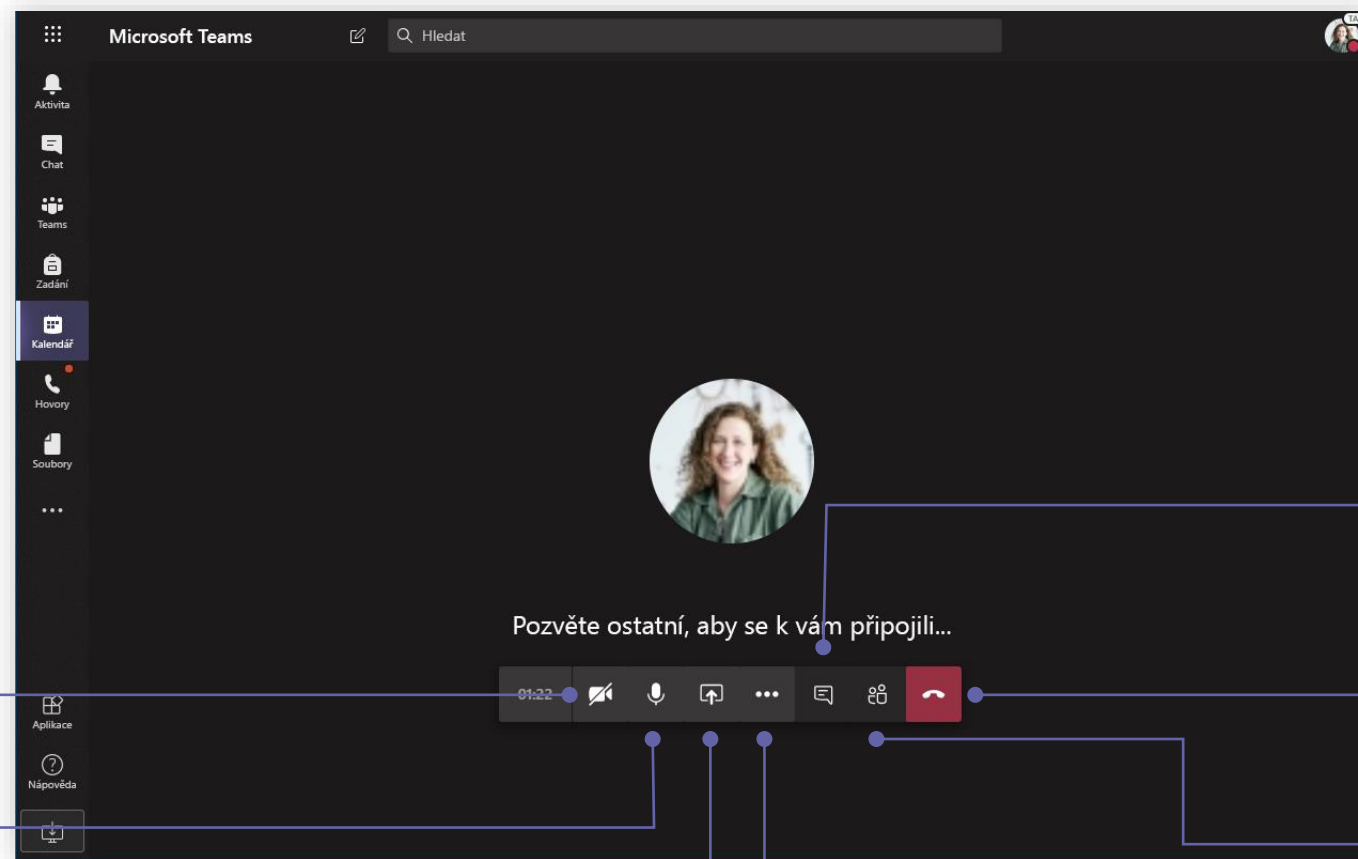 Microsoft Teams
Hledat
TA
Aktivita
Chat
Teams
Zadání
Kalendář
Hovory
Soubory
Pozvěte ostatní, aby se k vám připojili...
01:22
Aplikace
Nápověda